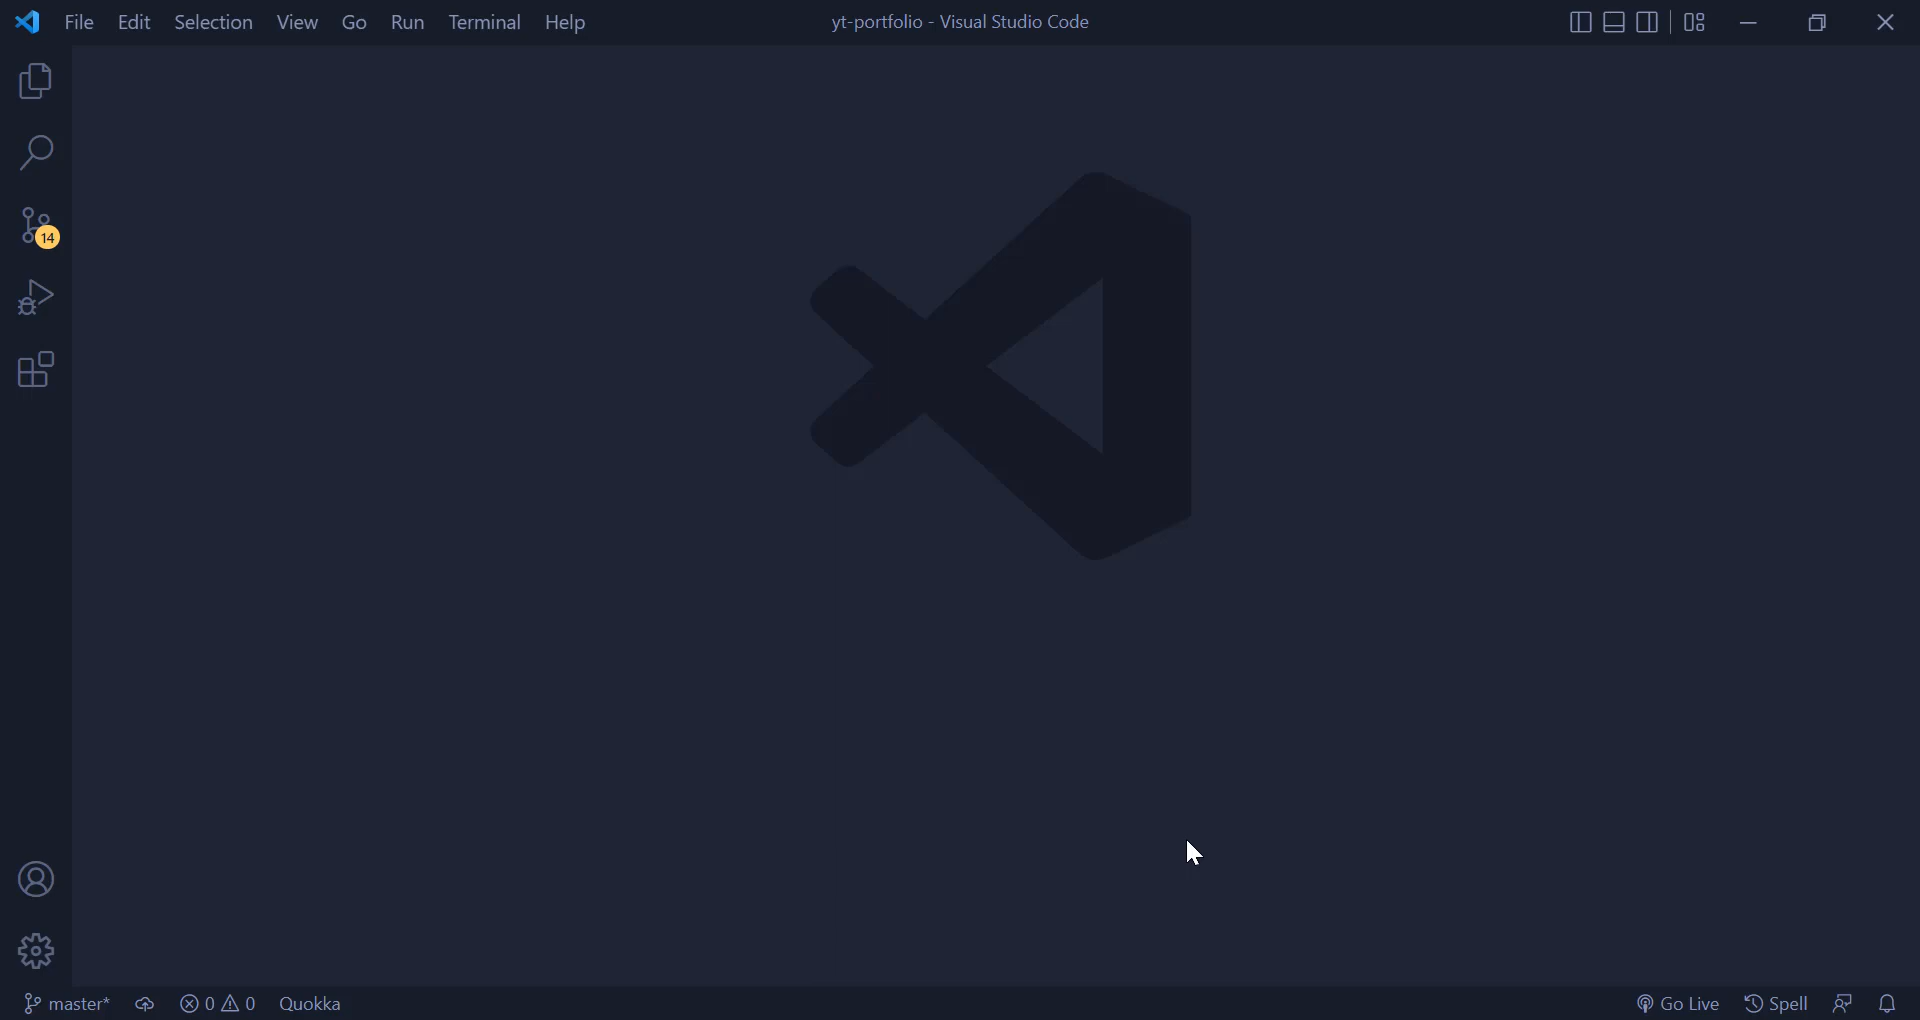 File Edit Selection View Go Run Terminal Help yt-portfolio - Visual Studio Code
14
master* 0 0 Quokka Go Live Spell